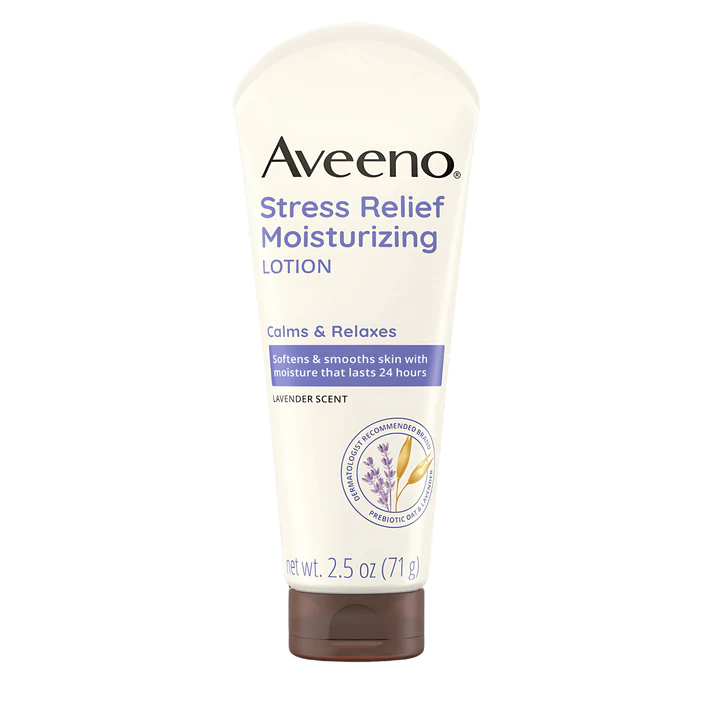 Aveeno®
Stress Relief
Moisturizing
LOTION
Calms & Relaxes
Softens & smooths skin with
moisture that lasts 24 hours
LAVENDER SCENT
DERMATOLOGIST RECOMMENDED BRAND
PREBIOTIC OAT & LAVENDER
net wt. 2.5 oz (71 g)